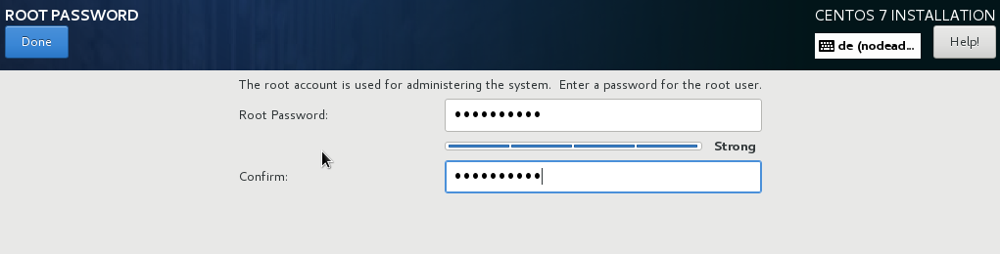 ROOT PASSWORD
CENTOS 7 INSTALLATION
Done
de (nodead...
Help!
The root account is used for administering the system.  Enter a password for the root user.
Root Password:
••••••••••
Strong
Confirm:
••••••••••